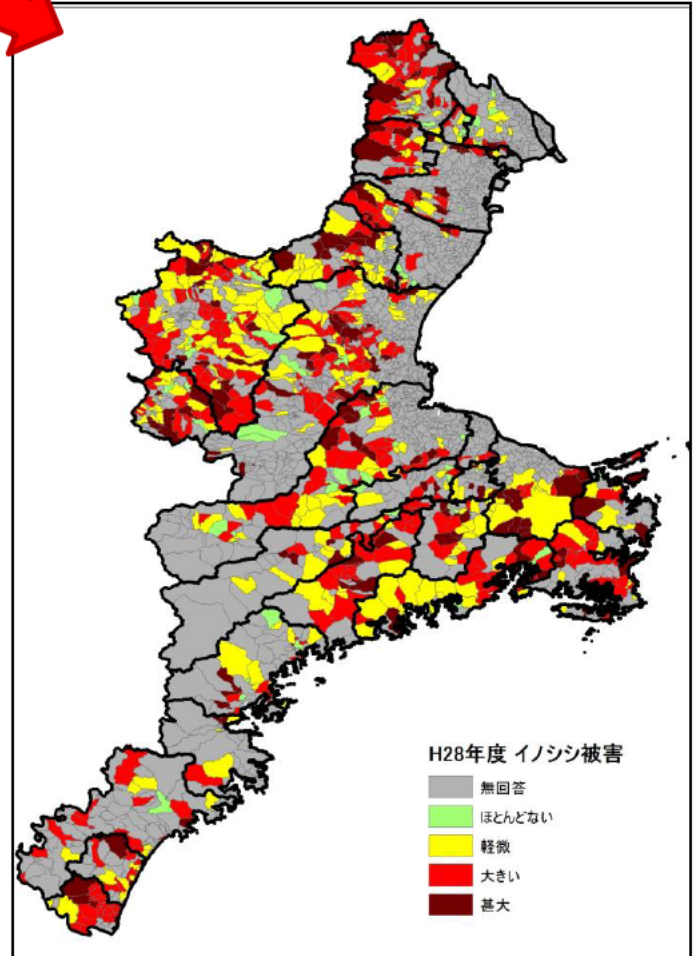 H28年度 イノシシ被害
無回答
ほとんどない
軽微
大きい
甚大